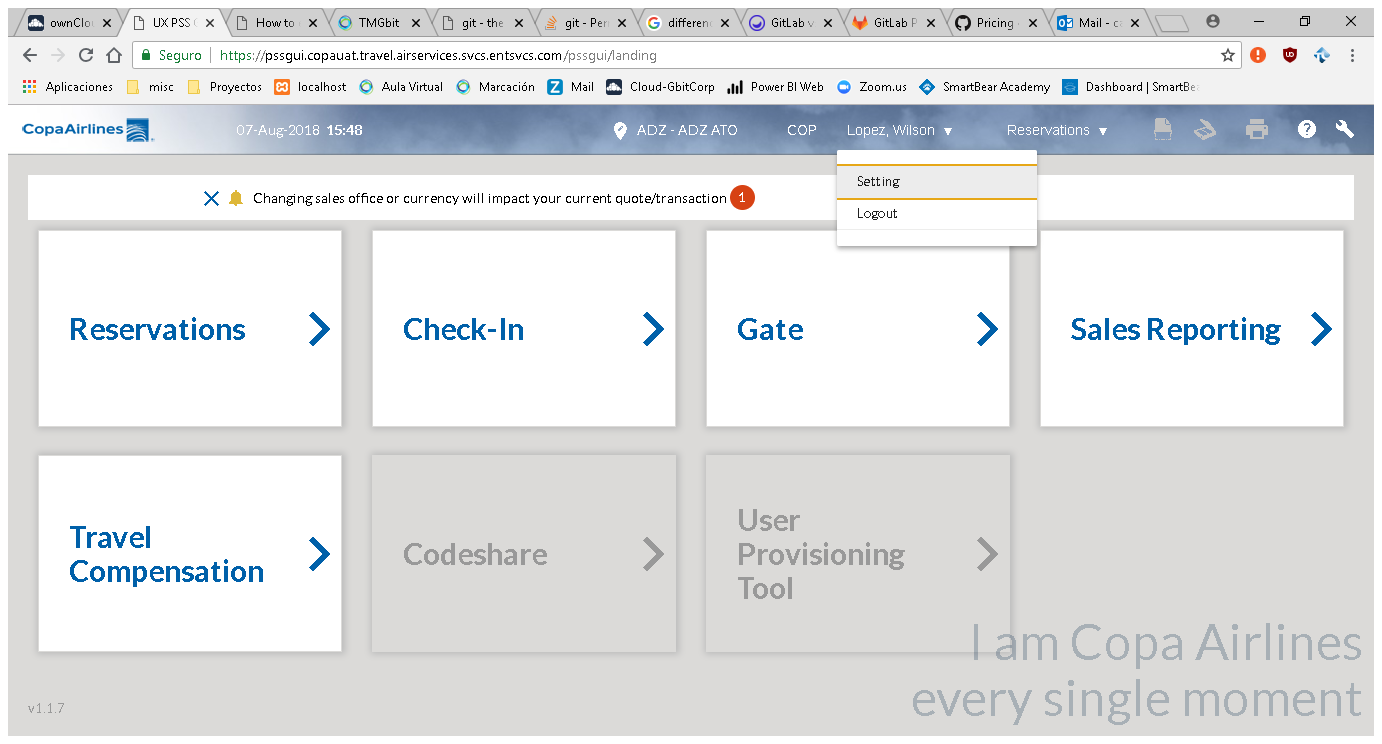 ownClou
UX PSS
How to
TMGbit
git - the
git - Per
differen
GitLab v
GitLab P
Pricing
Mail - c
Seguro
https://pssgui.copauat.travel.airservices.svcs.entsvcs.com/pssgui/landing
Aplicaciones
misc
Proyectos
localhost
Aula Virtual
Marcación
Mail
Cloud-GbitCorp
Power BI Web
Zoom.us
SmartBear Academy
Dashboard | SmartBe
CopaAirlines
07-Aug-2018 15:48
ADZ - ADZ ATO
COP
Lopez, Wilson
Reservations
Setting
Logout
Changing sales office or currency will impact your current quote/transaction 1
Reservations
Check-In
Gate
Sales Reporting
Travel
Compensation
Codeshare
User
Provisioning
Tool
I am Copa Airlines
every single moment
v1.1.7